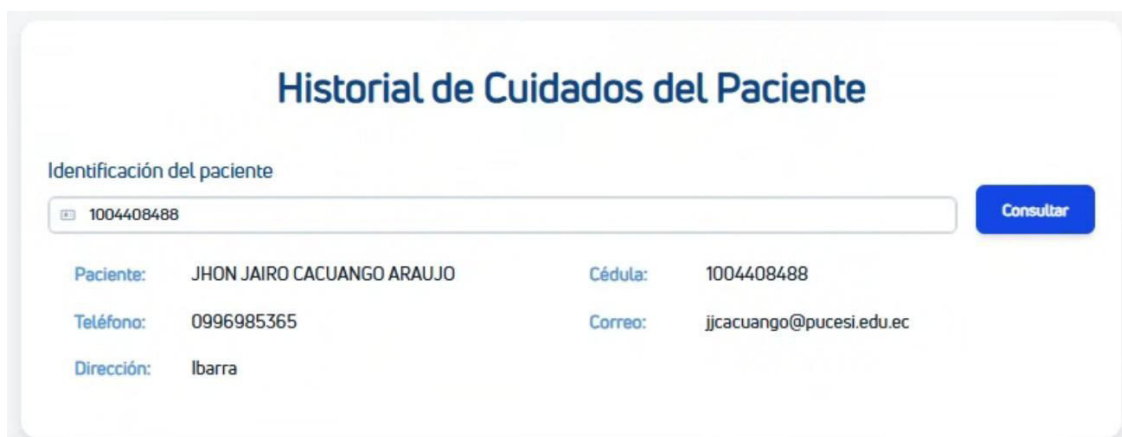 Historial de Cuidados del Paciente
Identificación del paciente
1004408488
Consultar
Paciente: JHON JAIRO CACUANGO ARAUJO Cédula: 1004408488
Teléfono: 0996985365 Correo: jjcacuango@pucesi.edu.ec
Dirección: Ibarra